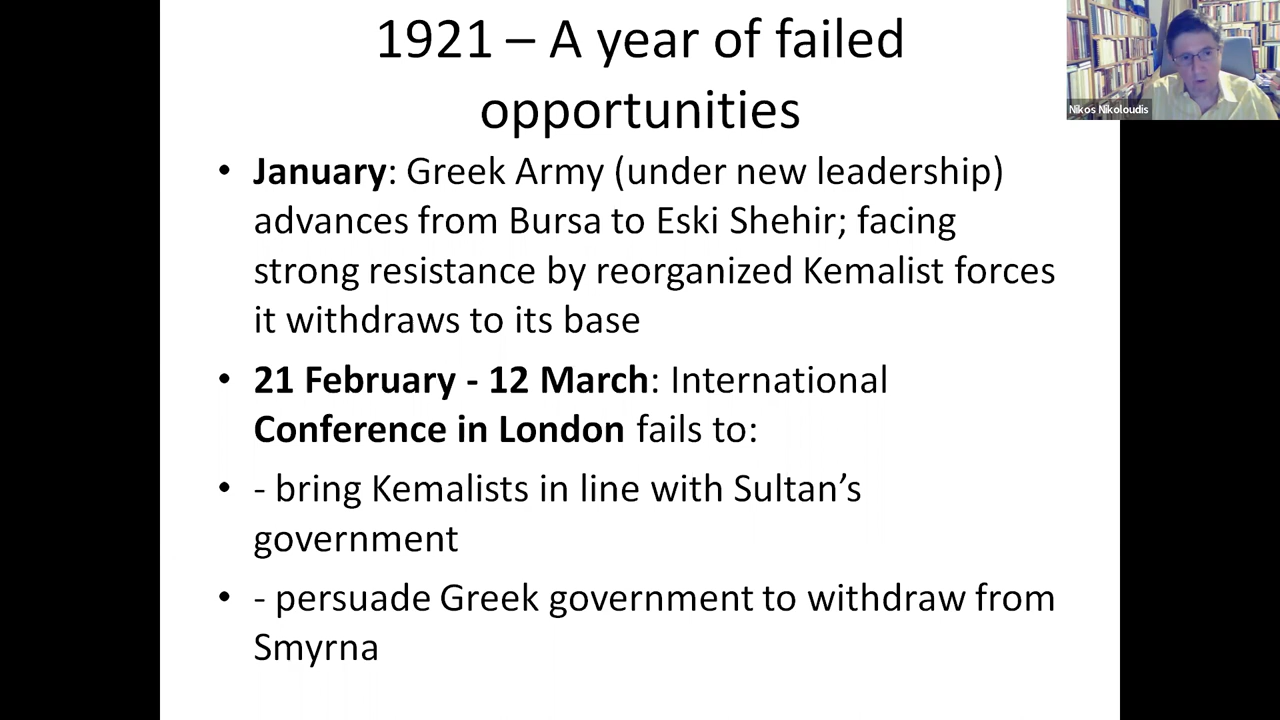 1921 – A year of failed
opportunities
• January: Greek Army (under new leadership)
advances from Bursa to Eski Shehir; facing
strong resistance by reorganized Kemalist forces
it withdraws to its base
• 21 February - 12 March: International
Conference in London fails to:
• - bring Kemalists in line with Sultan’s
government
• - persuade Greek government to withdraw from
Smyrna
Nikos Nikoloudis